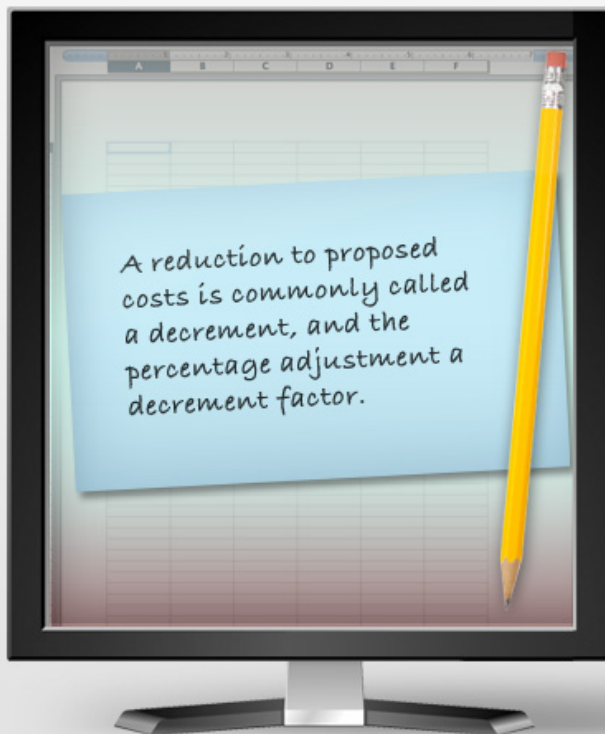 A B C D E F
A reduction to proposed
costs is commonly called
a decrement, and the
percentage adjustment a
decrement factor.